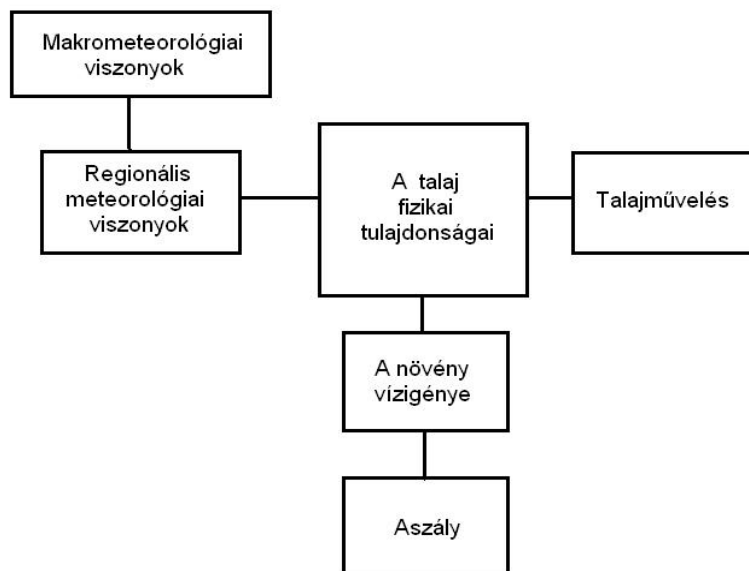 Makrometeorológiai
viszonyok
Regionális
meteorológiai
viszonyok
A talaj
fizikai
tulajdonságai
Talajművelés
A növény
vízigénye
Aszály